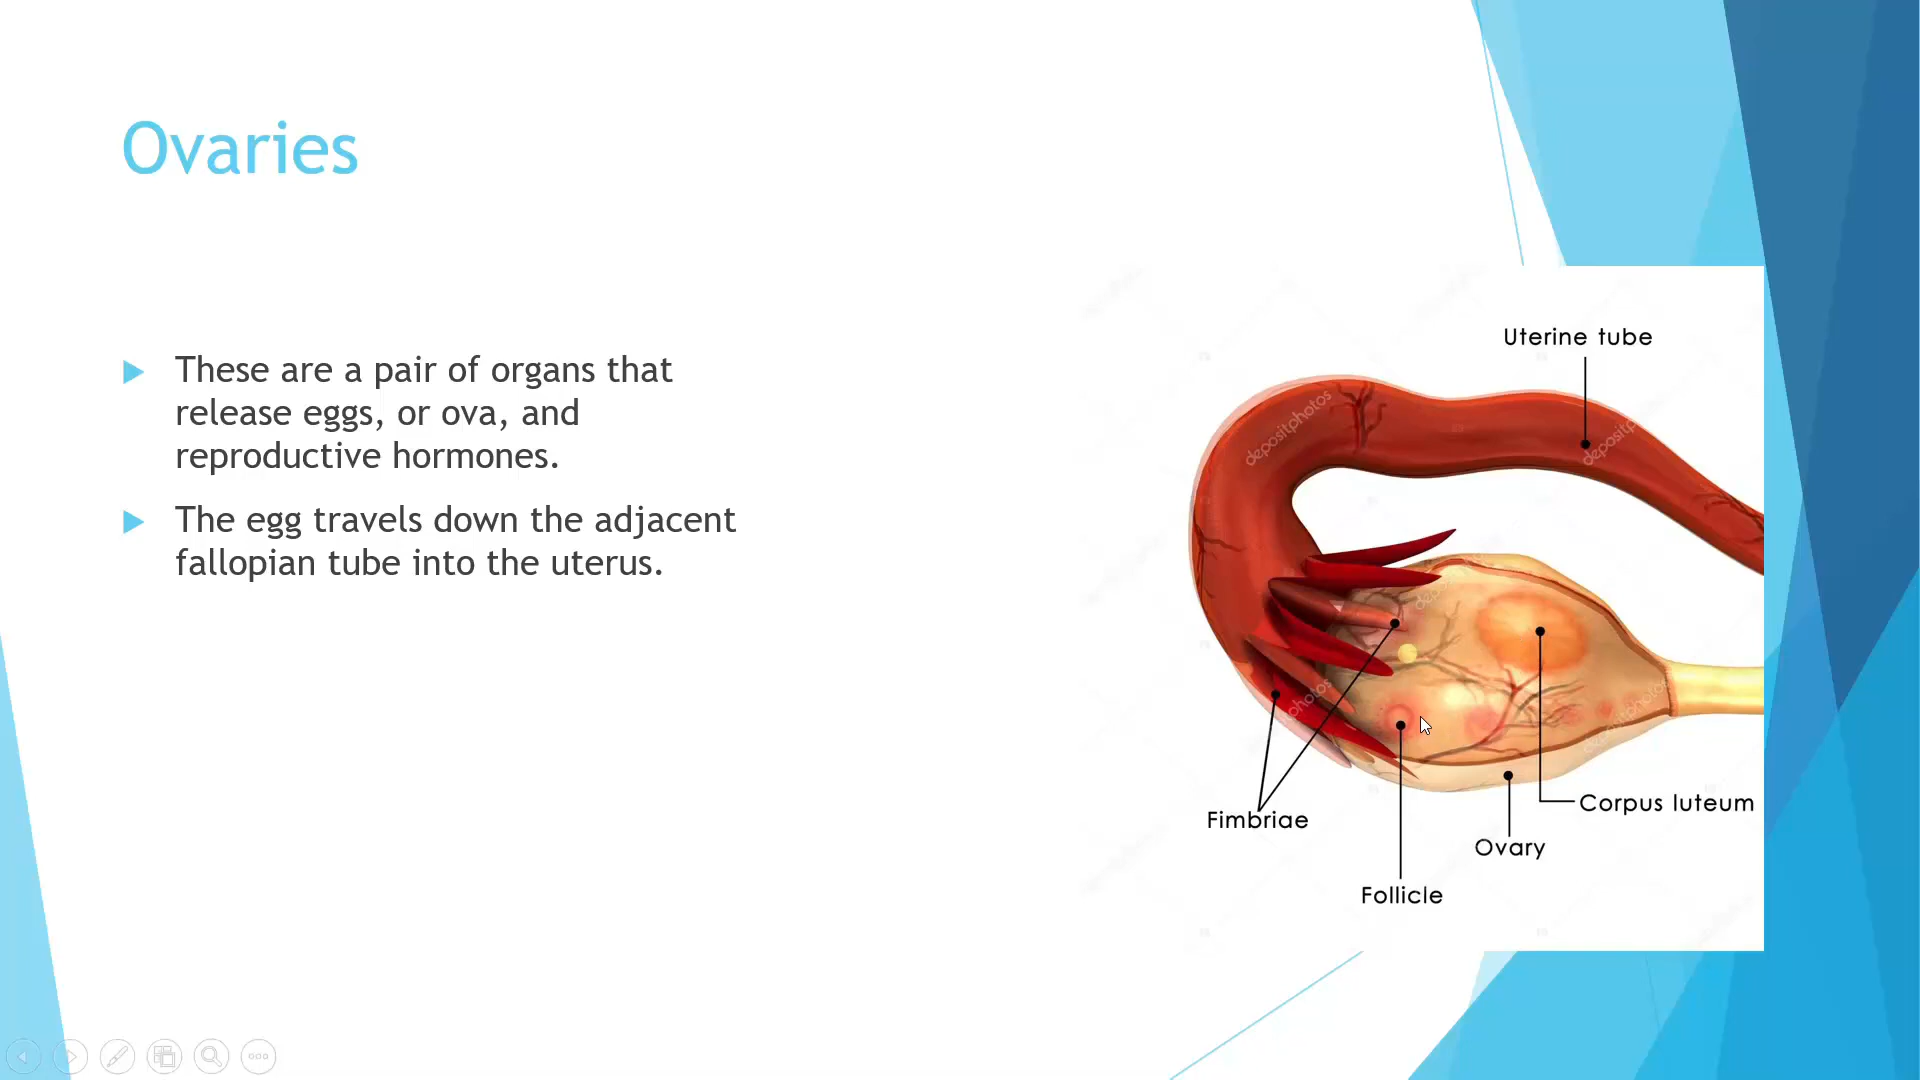 Ovaries
These are a pair of organs that
release eggs, or ova, and
reproductive hormones.
The egg travels down the adjacent
fallopian tube into the uterus.
Uterine tube
depositphotos
Fimbriae
Corpus luteum
Ovary
Follicle